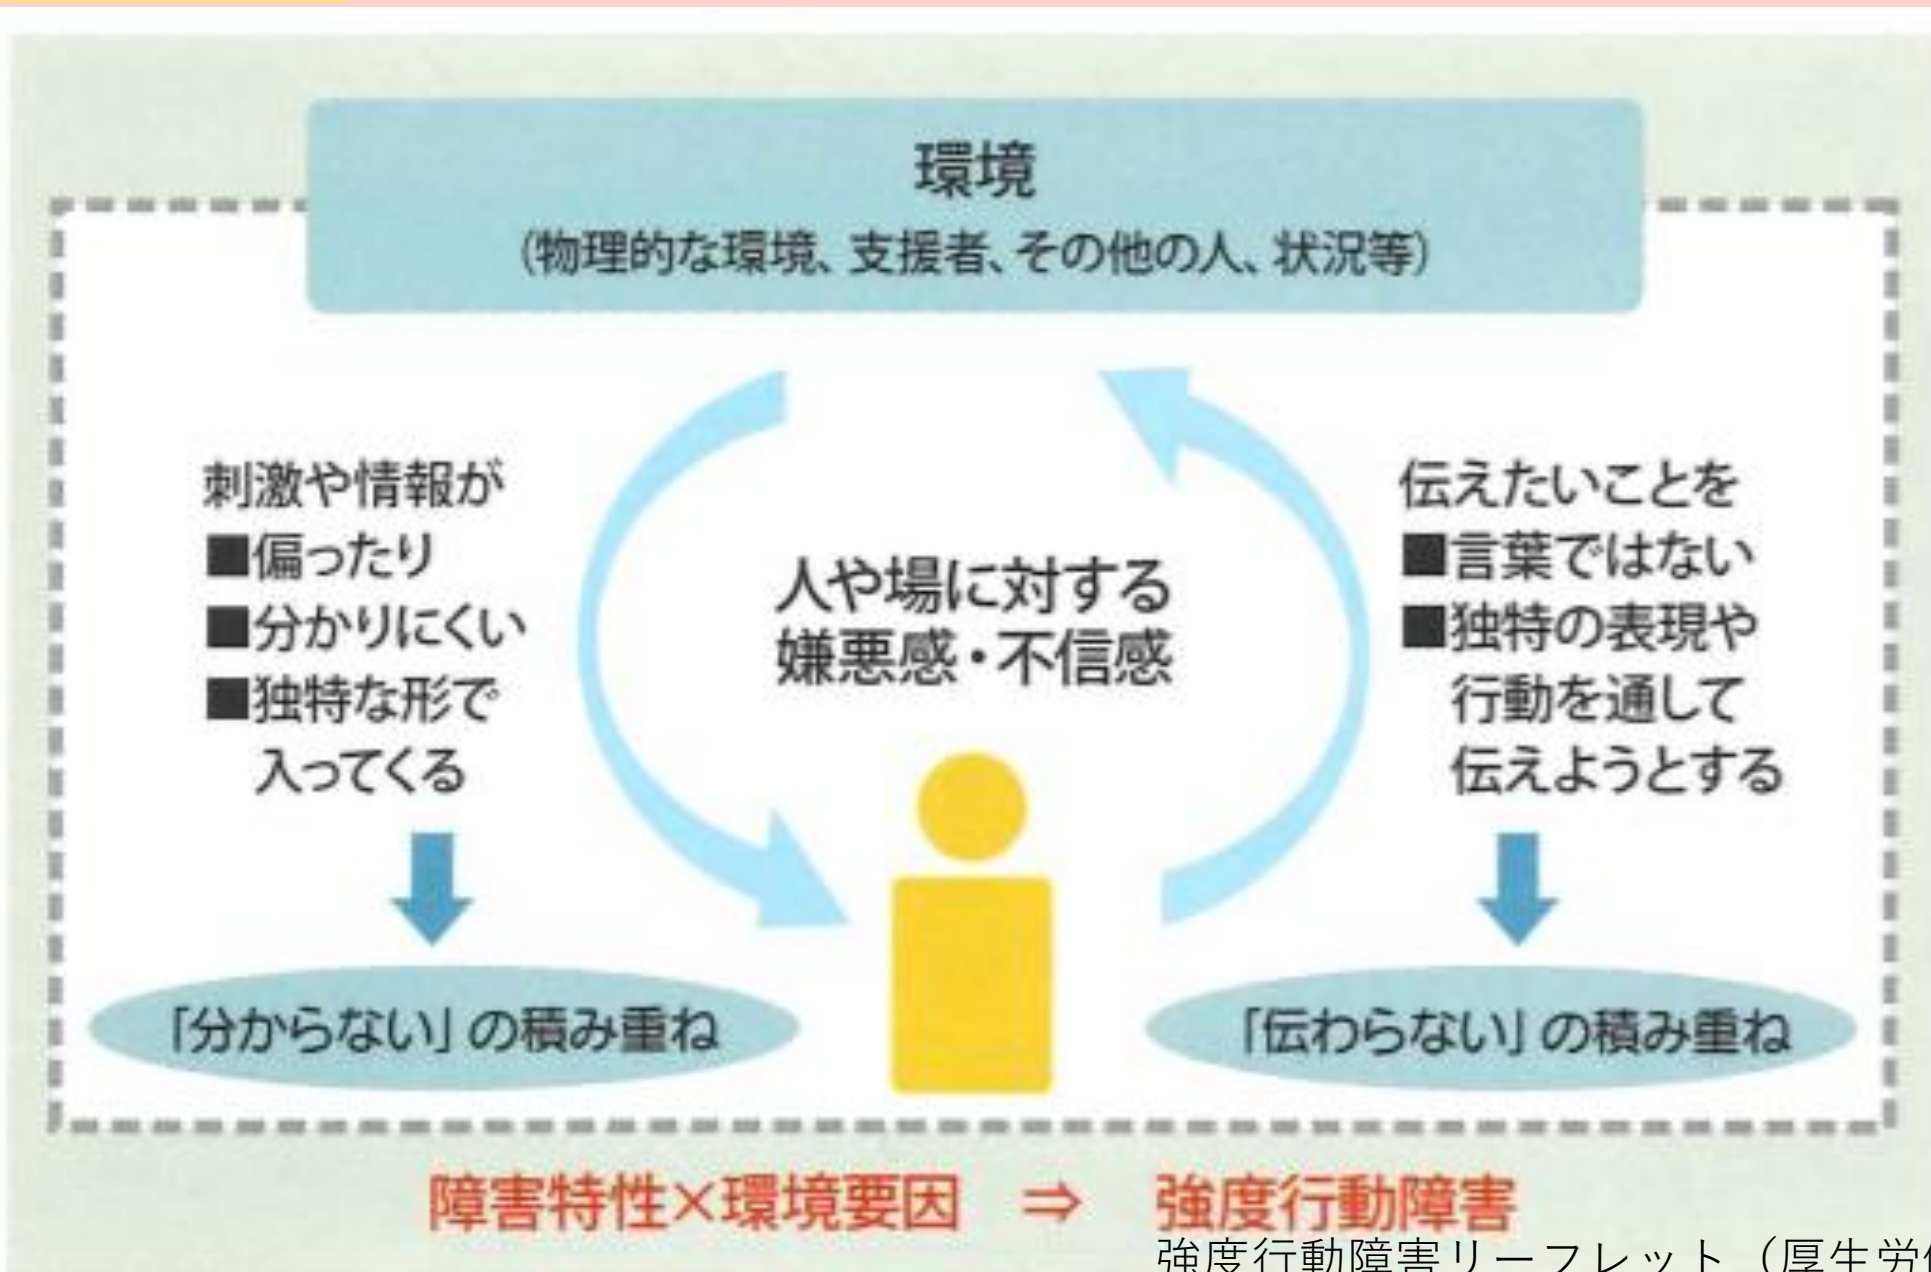 環境
(物理的な環境、支援者、その他の人、状況等)
刺激や情報が
■偏ったり
■分かりにくい
■独特な形で
入ってくる
人や場に対する
嫌悪感・不信感
伝えたいことを
■言葉ではない
■独特の表現や
行動を通して
伝えようとする
「分からない」の積み重ね
「伝わらない」の積み重ね
障害特性×環境要因 ⇒ 強度行動障害
強度行動障害リーフレット（厚生労